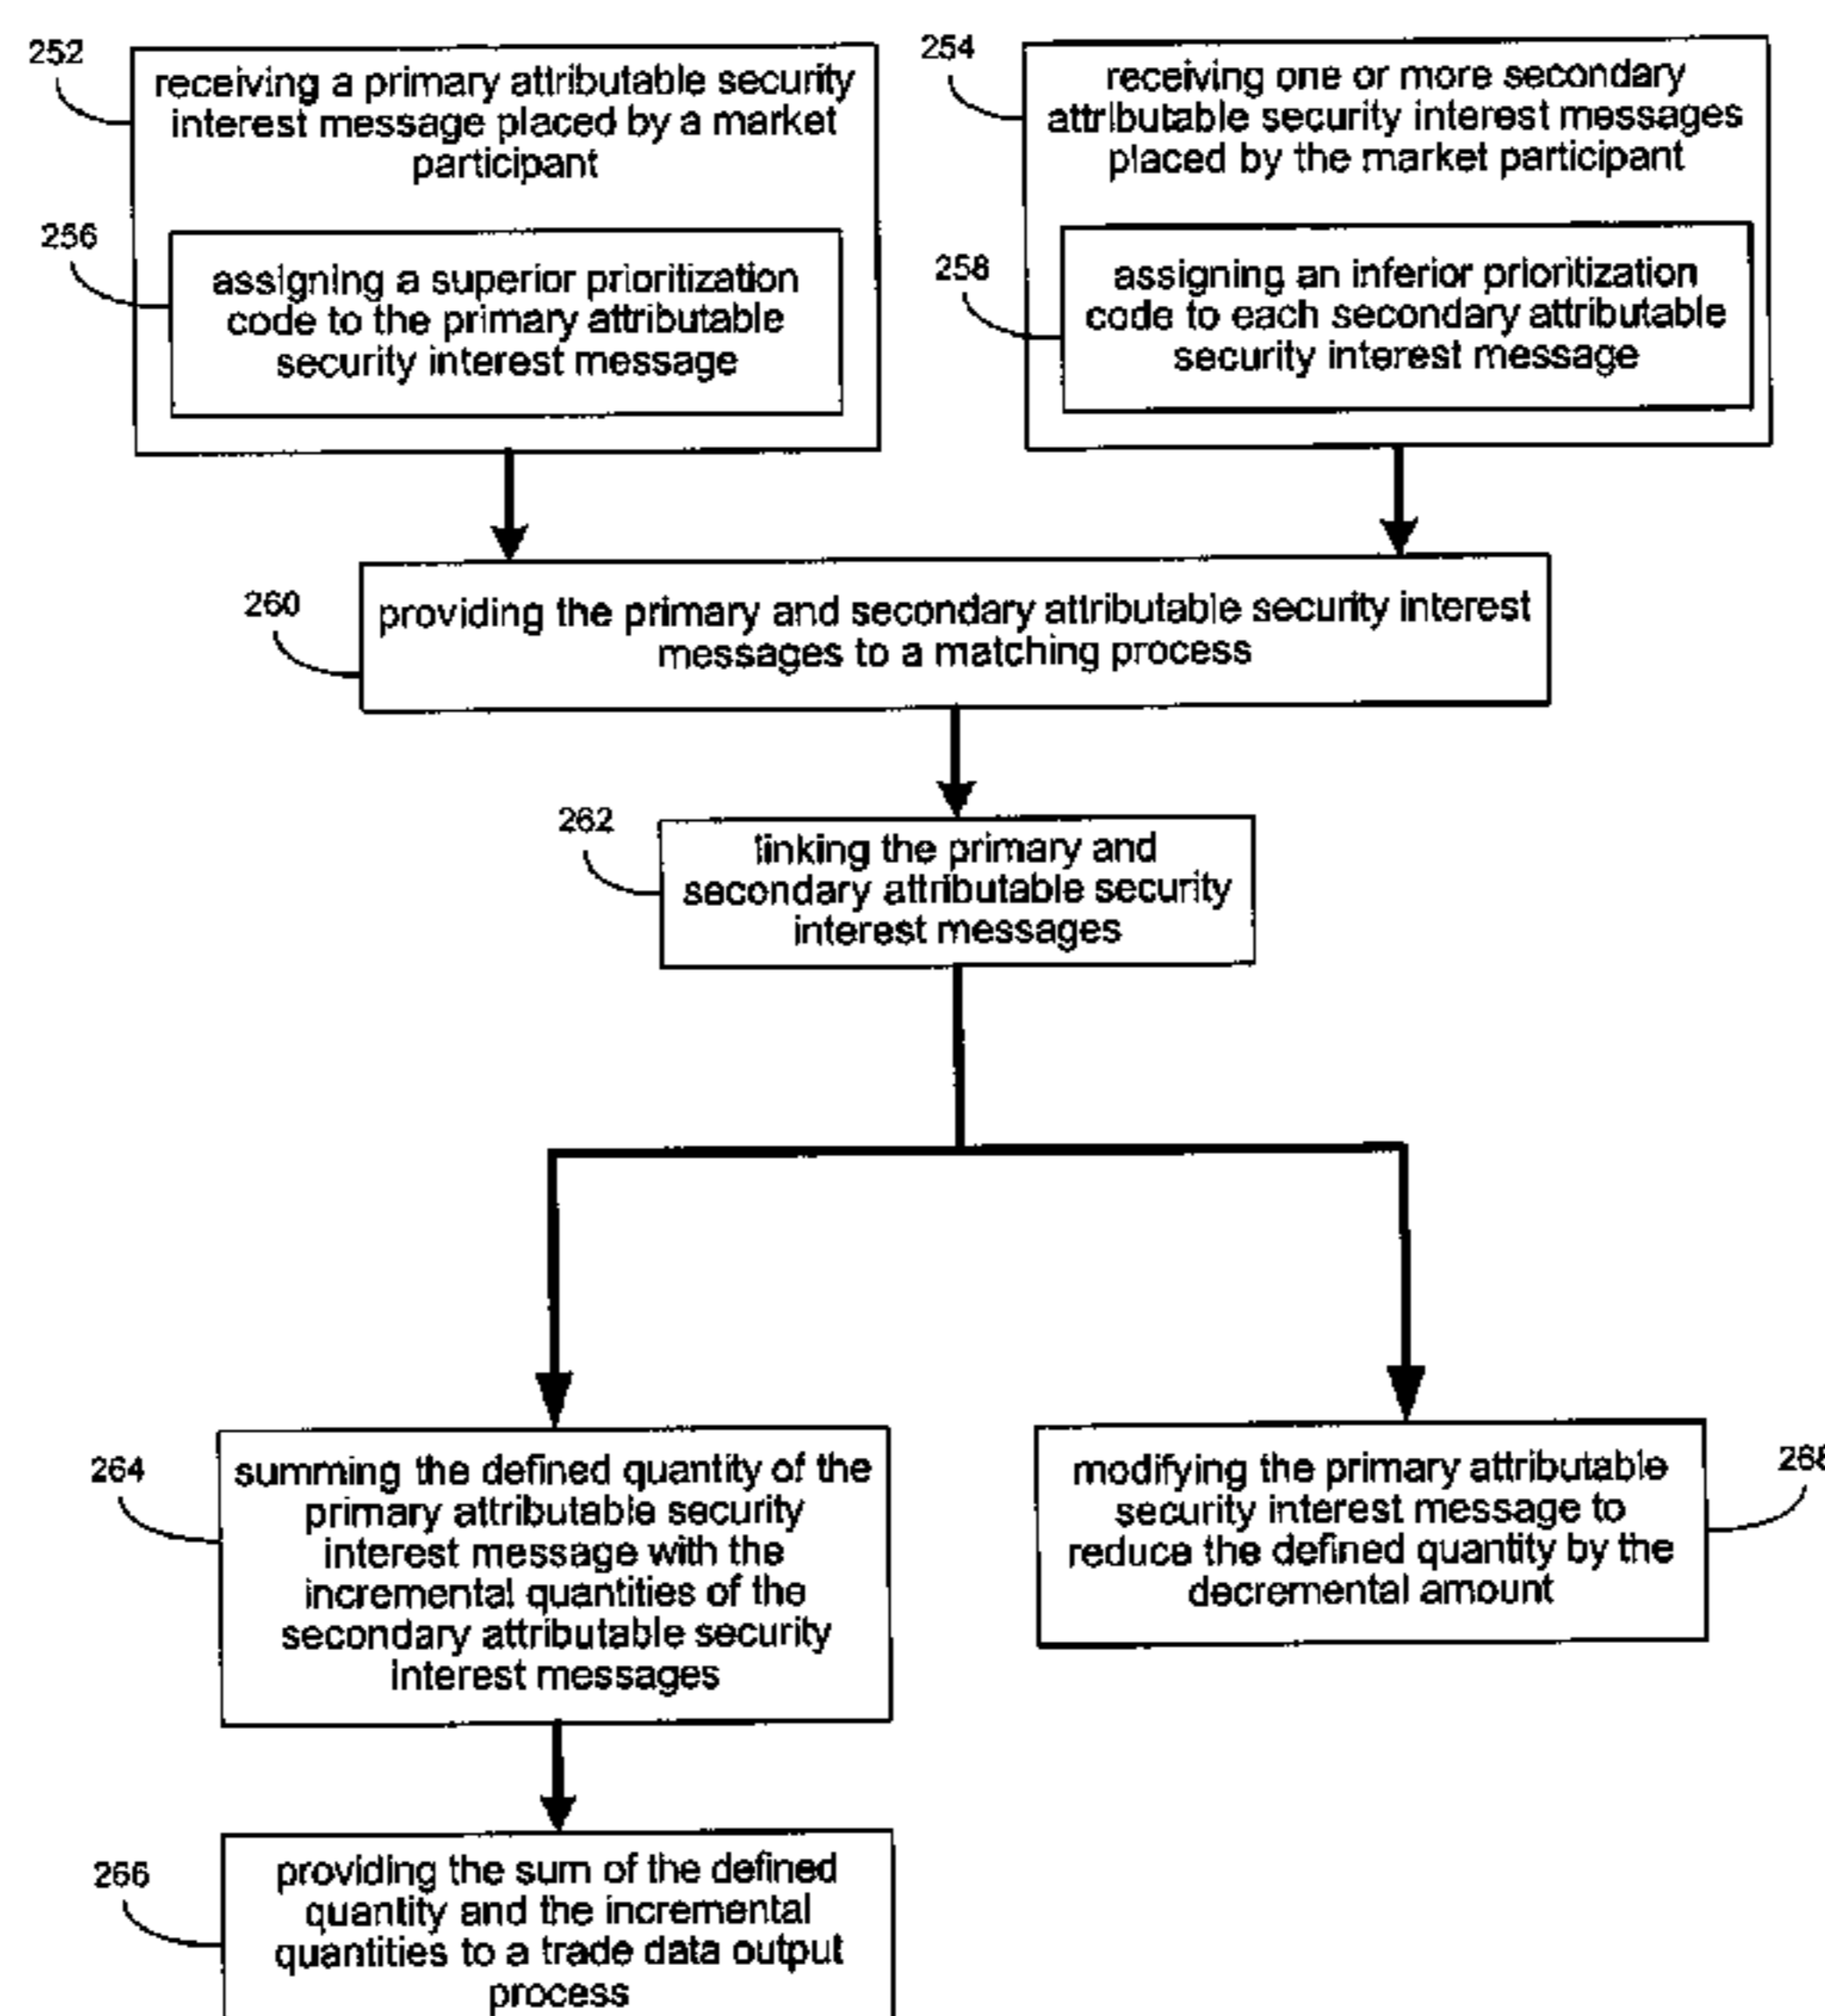 252
receiving a primary attributable security
interest message placed by a market
participant
256
assigning a superior prioritization
code to the primary attributable
security interest message
254
receiving one or more secondary
attributable security interest messages
placed by the market participant
258
assigning an inferior prioritization
code to each secondary attributable
security interest message
260
providing the primary and secondary attributable security interest
messages to a matching process
262
linking the primary and
secondary attributable security
interest messages
264
summing the defined quantity of the
primary attributable security
interest message with the
incremental quantities of the
secondary attributable security
interest messages
268
modifying the primary attributable
security interest message to
reduce the defined quantity by the
decremental amount
266
providing the sum of the defined
quantity and the incremental
quantities to a trade data output
process